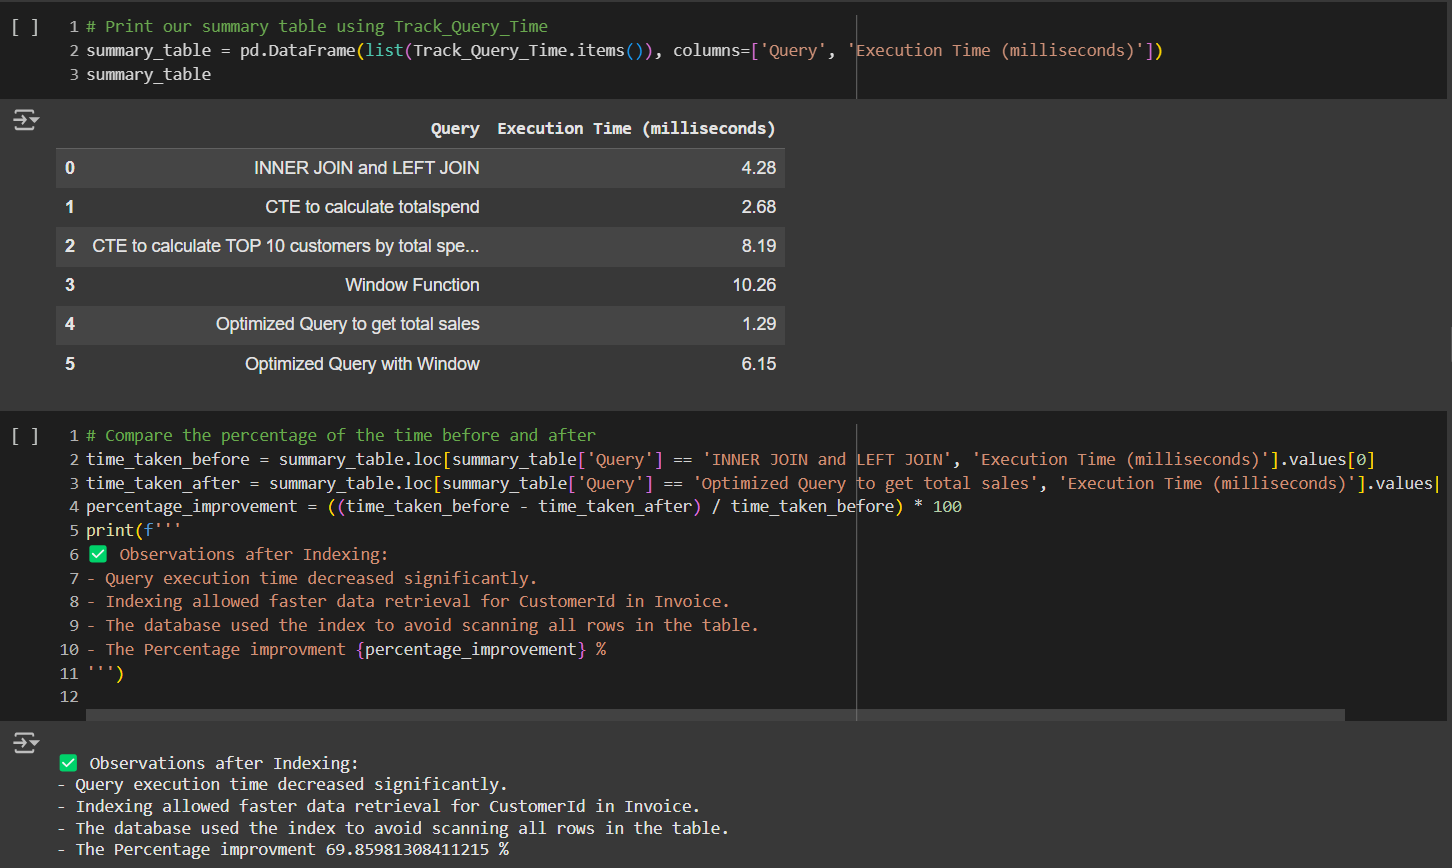 [ ] 1 # Print our summary table using Track_Query_Time
2 summary_table = pd.DataFrame(list(Track_Query_Time.items()), columns=['Query', 'Execution Time (milliseconds)'])
3 summary_table
Query Execution Time (milliseconds)
0 INNER JOIN and LEFT JOIN 4.28
1 CTE to calculate totalspend 2.68
2 CTE to calculate TOP 10 customers by total spe... 8.19
3 Window Function 10.26
4 Optimized Query to get total sales 1.29
5 Optimized Query with Window 6.15
[ ] 1 # Compare the percentage of the time before and after
2 time_taken_before = summary_table.loc[summary_table['Query'] == 'INNER JOIN and LEFT JOIN', 'Execution Time (milliseconds)'].values[0]
3 time_taken_after = summary_table.loc[summary_table['Query'] == 'Optimized Query to get total sales', 'Execution Time (milliseconds)'].values
4 percentage_improvement = ((time_taken_before - time_taken_after) / time_taken_before) * 100
5 print(f'''
6 ✅ Observations after Indexing:
7 - Query execution time decreased significantly.
8 - Indexing allowed faster data retrieval for CustomerId in Invoice.
9 - The database used the index to avoid scanning all rows in the table.
10 - The Percentage improvment {percentage_improvement} %
11 ''')
12
✅ Observations after Indexing:
- Query execution time decreased significantly.
- Indexing allowed faster data retrieval for CustomerId in Invoice.
- The database used the index to avoid scanning all rows in the table.
- The Percentage improvment 69.85981308411215 %